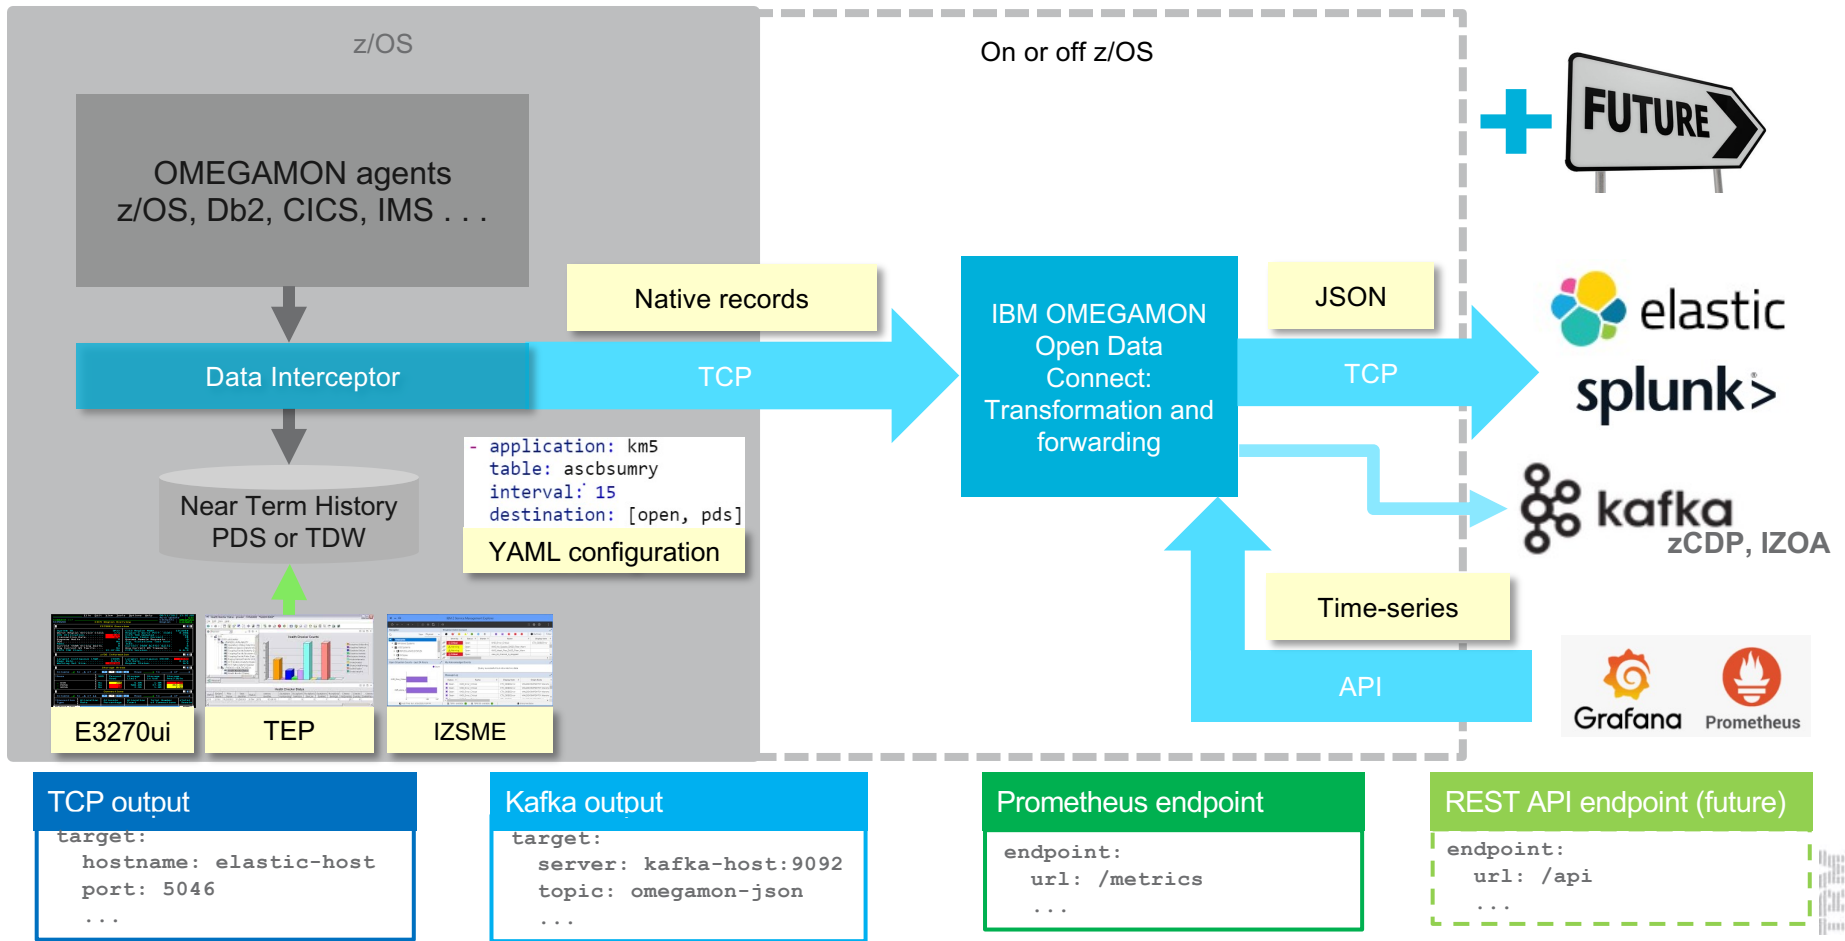 z/OS
On or off z/OS
FUTURE
OMEGAMON agents
z/OS, Db2, CICS, IMS . . .
Native records
JSON
IBM OMEGAMON
Open Data
Connect:
Transformation and
forwarding
elastic
Data Interceptor
TCP
TCP
splunk>
- application: km5
table: ascbsumry
interval: 15
destination: [open, pds]
YAML configuration
Near Term History
PDS or TDW
kafka
zCDP, IZOA
Time-series
API
Grafana
Prometheus
E3270ui
TEP
IZSME
TCP output
target:
hostname: elastic-host
port: 5046
...
Kafka output
target:
server: kafka-host:9092
topic: omegamon-json
...
Prometheus endpoint
endpoint:
url: /metrics
...
REST API endpoint (future)
endpoint:
url: /api
...
IBM